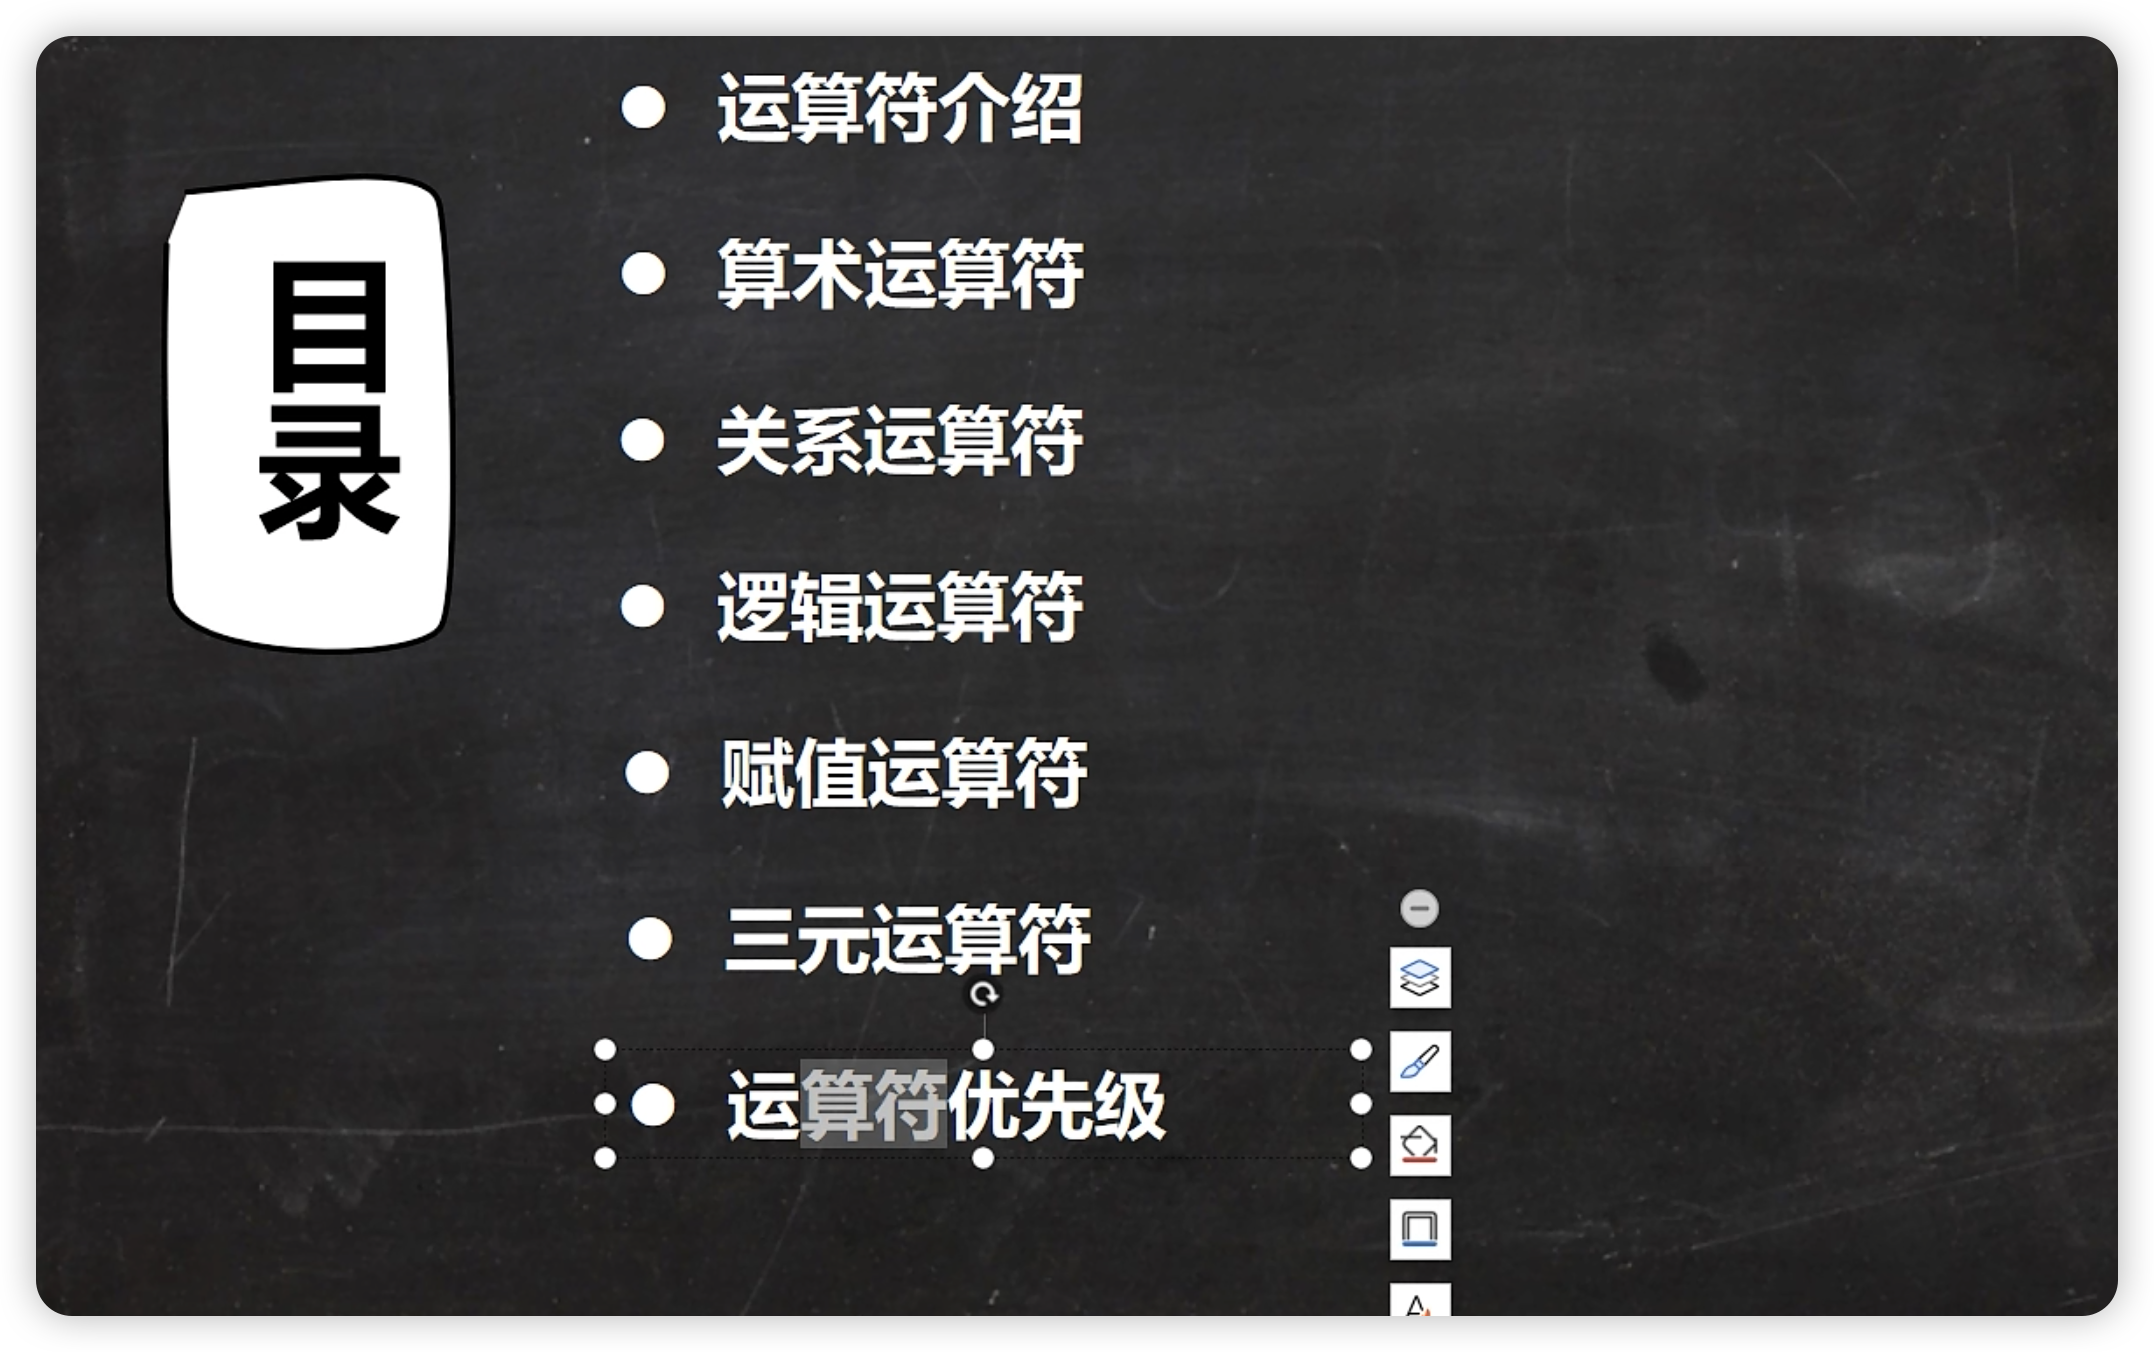 目录
● 运算符介绍
● 算术运算符
● 关系运算符
● 逻辑运算符
● 赋值运算符
● 三元运算符
● 运算符优先级